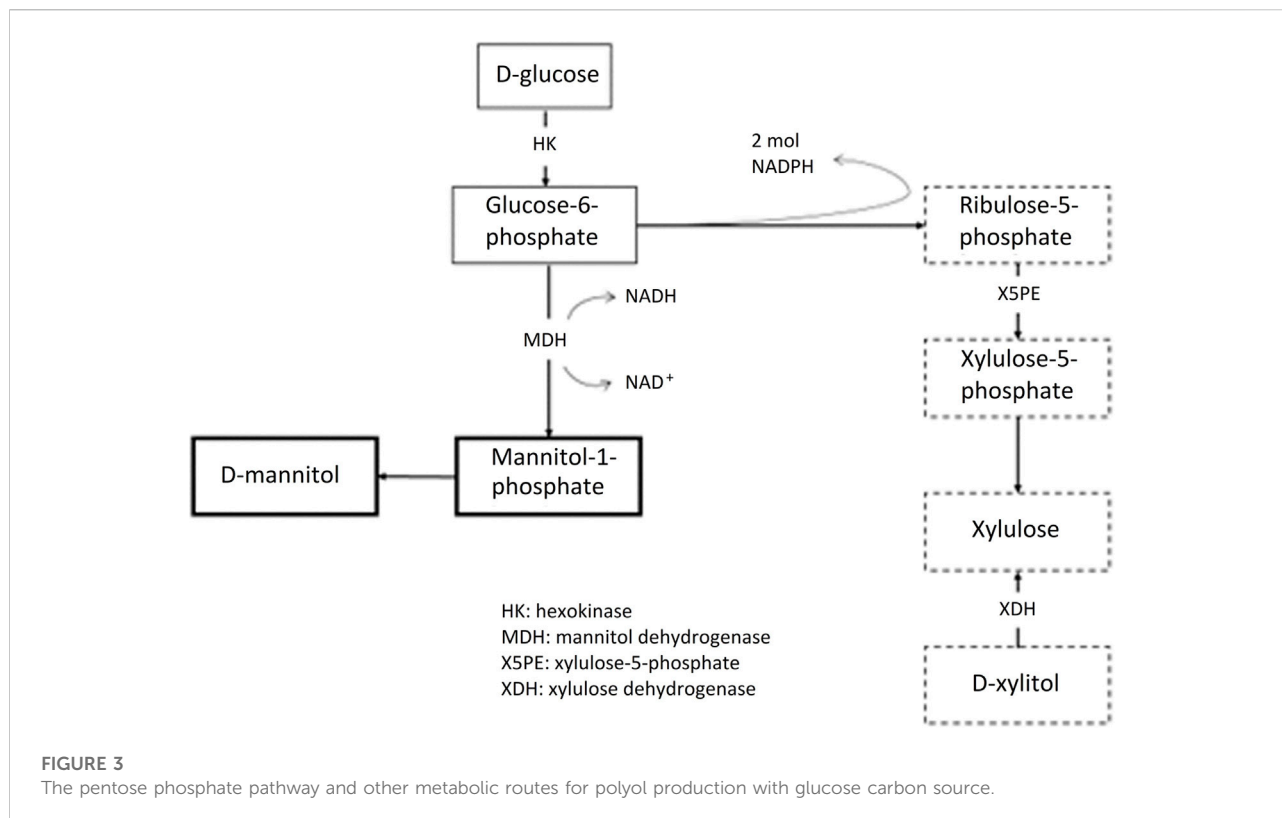 D-glucose
HK
2 mol
NADPH
Glucose-6-
phosphate
Ribulose-5-
phosphate
NADH
X5PE
MDH
NAD⁺
Xylulose-5-
phosphate
D-mannitol
Mannitol-1-
phosphate
Xylulose
XDH
D-xylitol
HK: hexokinase
MDH: mannitol dehydrogenase
X5PE: xylulose-5-phosphate
XDH: xylulose dehydrogenase
FIGURE 3
The pentose phosphate pathway and other metabolic routes for polyol production with glucose carbon source.